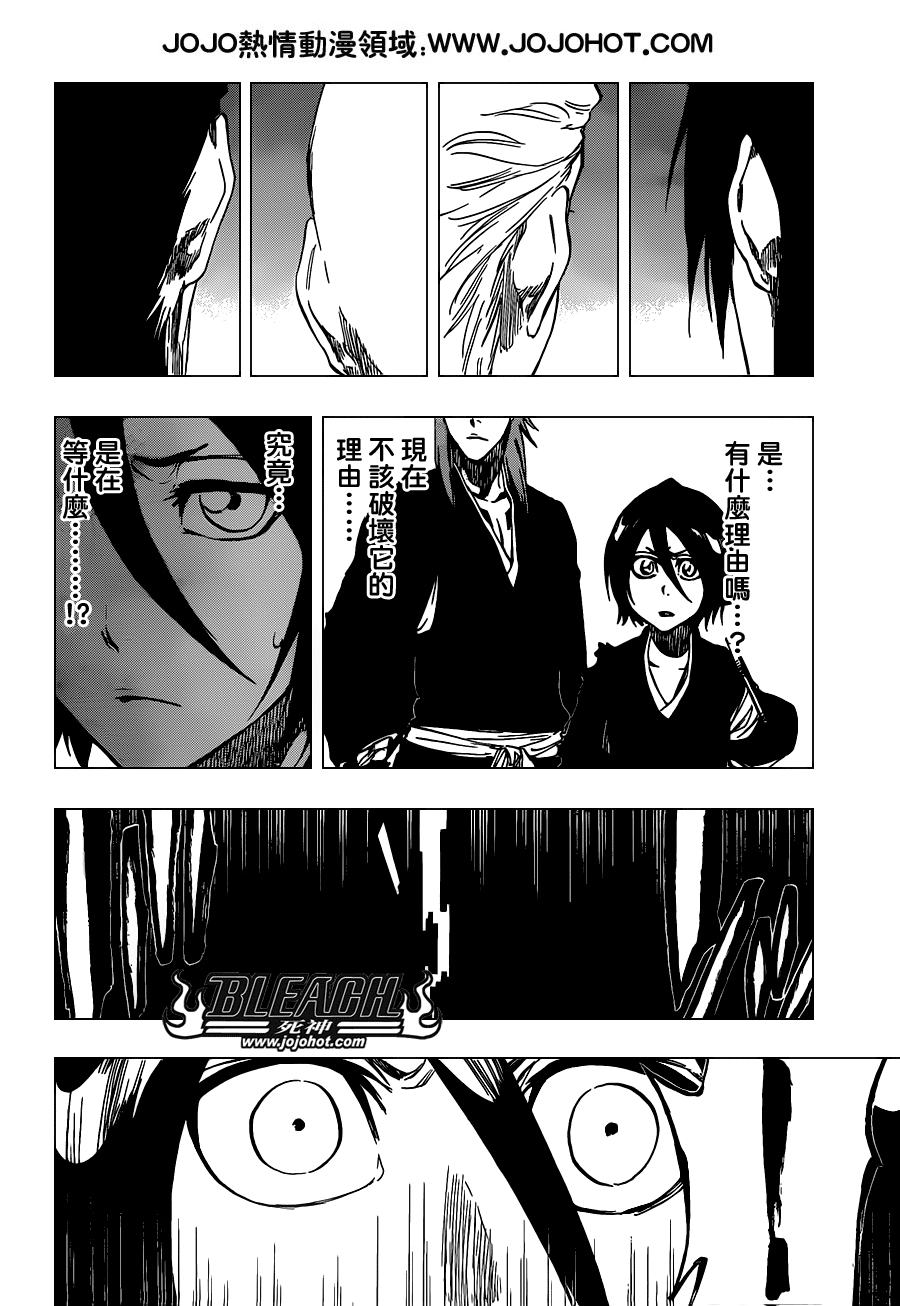 JOJO熱情動漫領域:WWW.JOJOHOT.COM
是…
有什麼理由嗎…?
現在
不該破壞它的
理由……
究竟…
是在
等什麼………!?
BLEACH
死神
www.jojohot.com